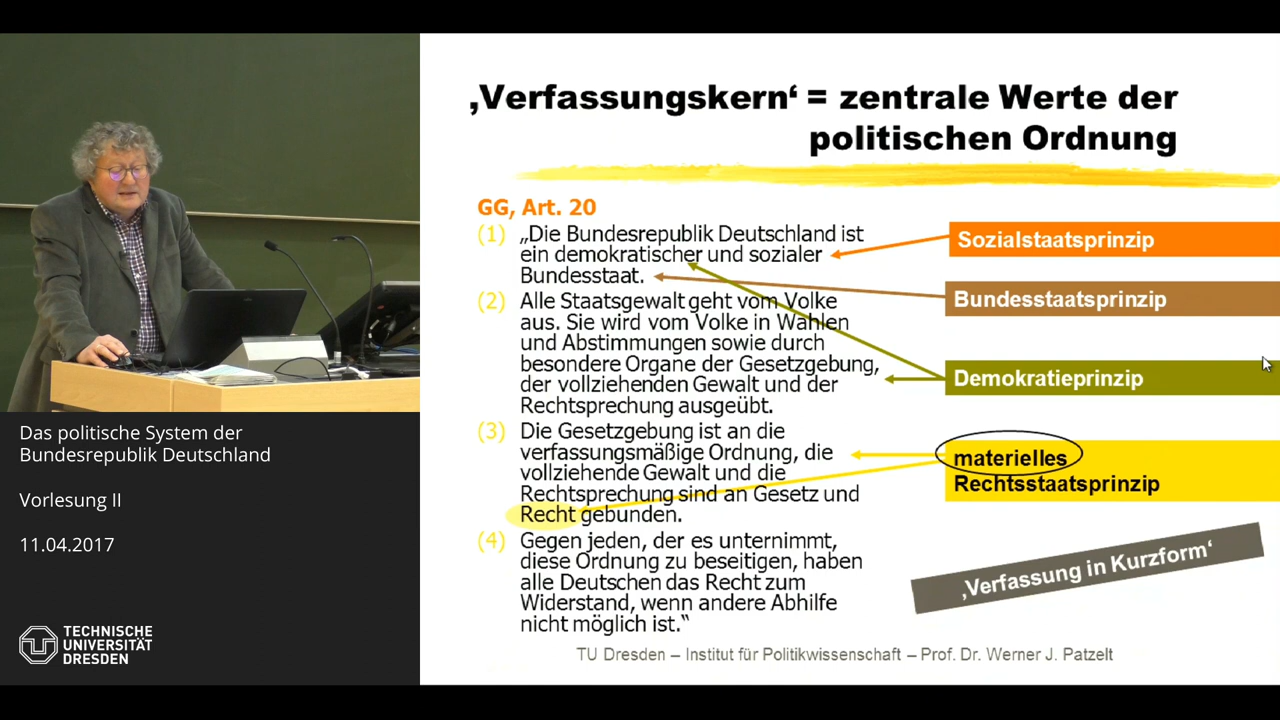 ‚Verfassungskern‘ = zentrale Werte der
politischen Ordnung
GG, Art. 20
(1) „Die Bundesrepublik Deutschland ist
ein demokratischer und sozialer
Bundesstaat.
(2) Alle Staatsgewalt geht vom Volke
aus. Sie wird vom Volke in Wahlen
und Abstimmungen sowie durch
besondere Organe der Gesetzgebung,
der vollziehenden Gewalt und der
Rechtsprechung ausgeübt.
(3) Die Gesetzgebung ist an die
verfassungsmäßige Ordnung, die
vollziehende Gewalt und die
Rechtsprechung sind an Gesetz und
Recht gebunden.
(4) Gegen jeden, der es unternimmt,
diese Ordnung zu beseitigen, haben
alle Deutschen das Recht zum
Widerstand, wenn andere Abhilfe
nicht möglich ist.“
Sozialstaatsprinzip
Bundesstaatsprinzip
Demokratieprinzip
materielles
Rechtsstaatsprinzip
‚Verfassung in Kurzform‘
TU Dresden – Institut für Politikwissenschaft – Prof. Dr. Werner J. Patzelt
Das politische System der
Bundesrepublik Deutschland
Vorlesung II
11.04.2017
TECHNISCHE
UNIVERSITÄT
DRESDEN